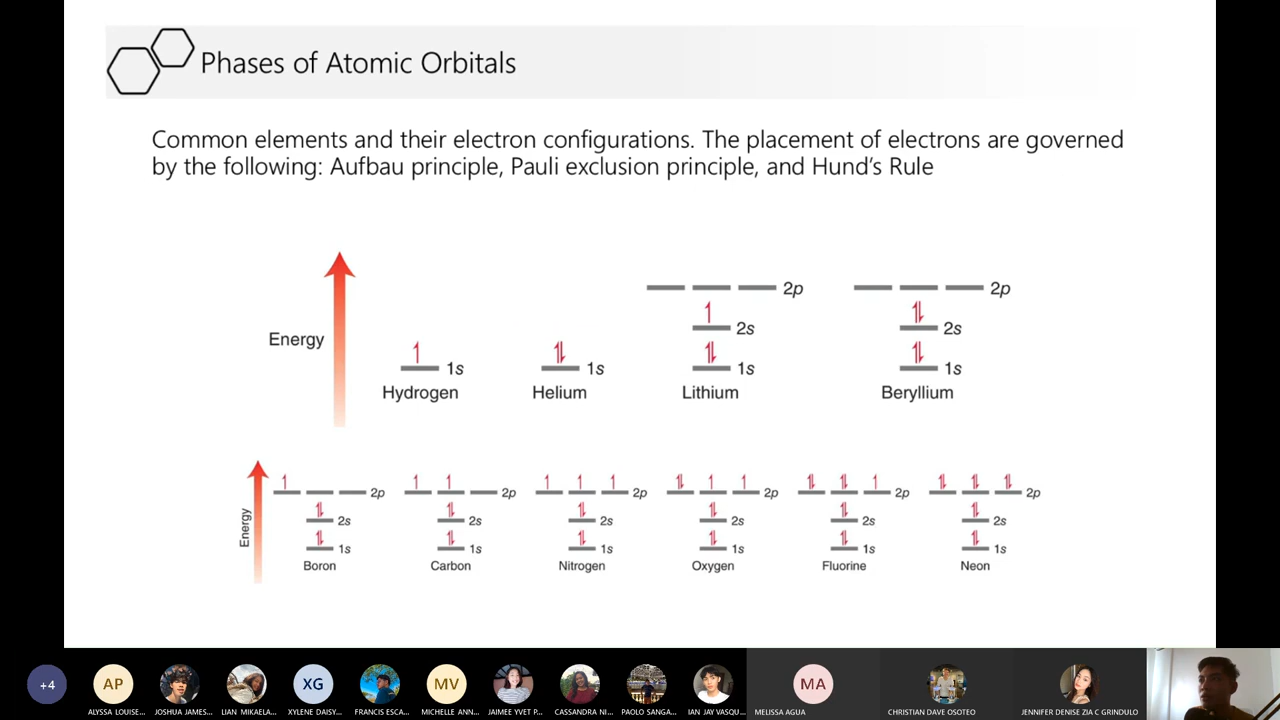 Phases of Atomic Orbitals
Common elements and their electron configurations. The placement of electrons are governed
by the following: Aufbau principle, Pauli exclusion principle, and Hund's Rule
Energy
1s
Hydrogen
1s
Helium
2p
2s
1s
Lithium
2p
2s
1s
Beryllium
Energy
2p
2s
1s
Boron
2p
2s
1s
Carbon
2p
2s
1s
Nitrogen
2p
2s
1s
Oxygen
2p
2s
1s
Fluorine
2p
2s
1s
Neon
+4
AP
XG
MV
MA
ALYSSA LOUISE...
JOSHUA JAMES...
LIAN MIKAELA...
XYLENE DAISY...
FRANCIS ESCA...
MICHELLE ANN...
JAIMEE YVET P...
CASSANDRA NI...
PAOLO SANGA...
IAN JAY VASQU...
MELISSA AGUA
CHRISTIAN DAVE OSOTEO
JENNIFER DENISE ZIA C GRINDULO